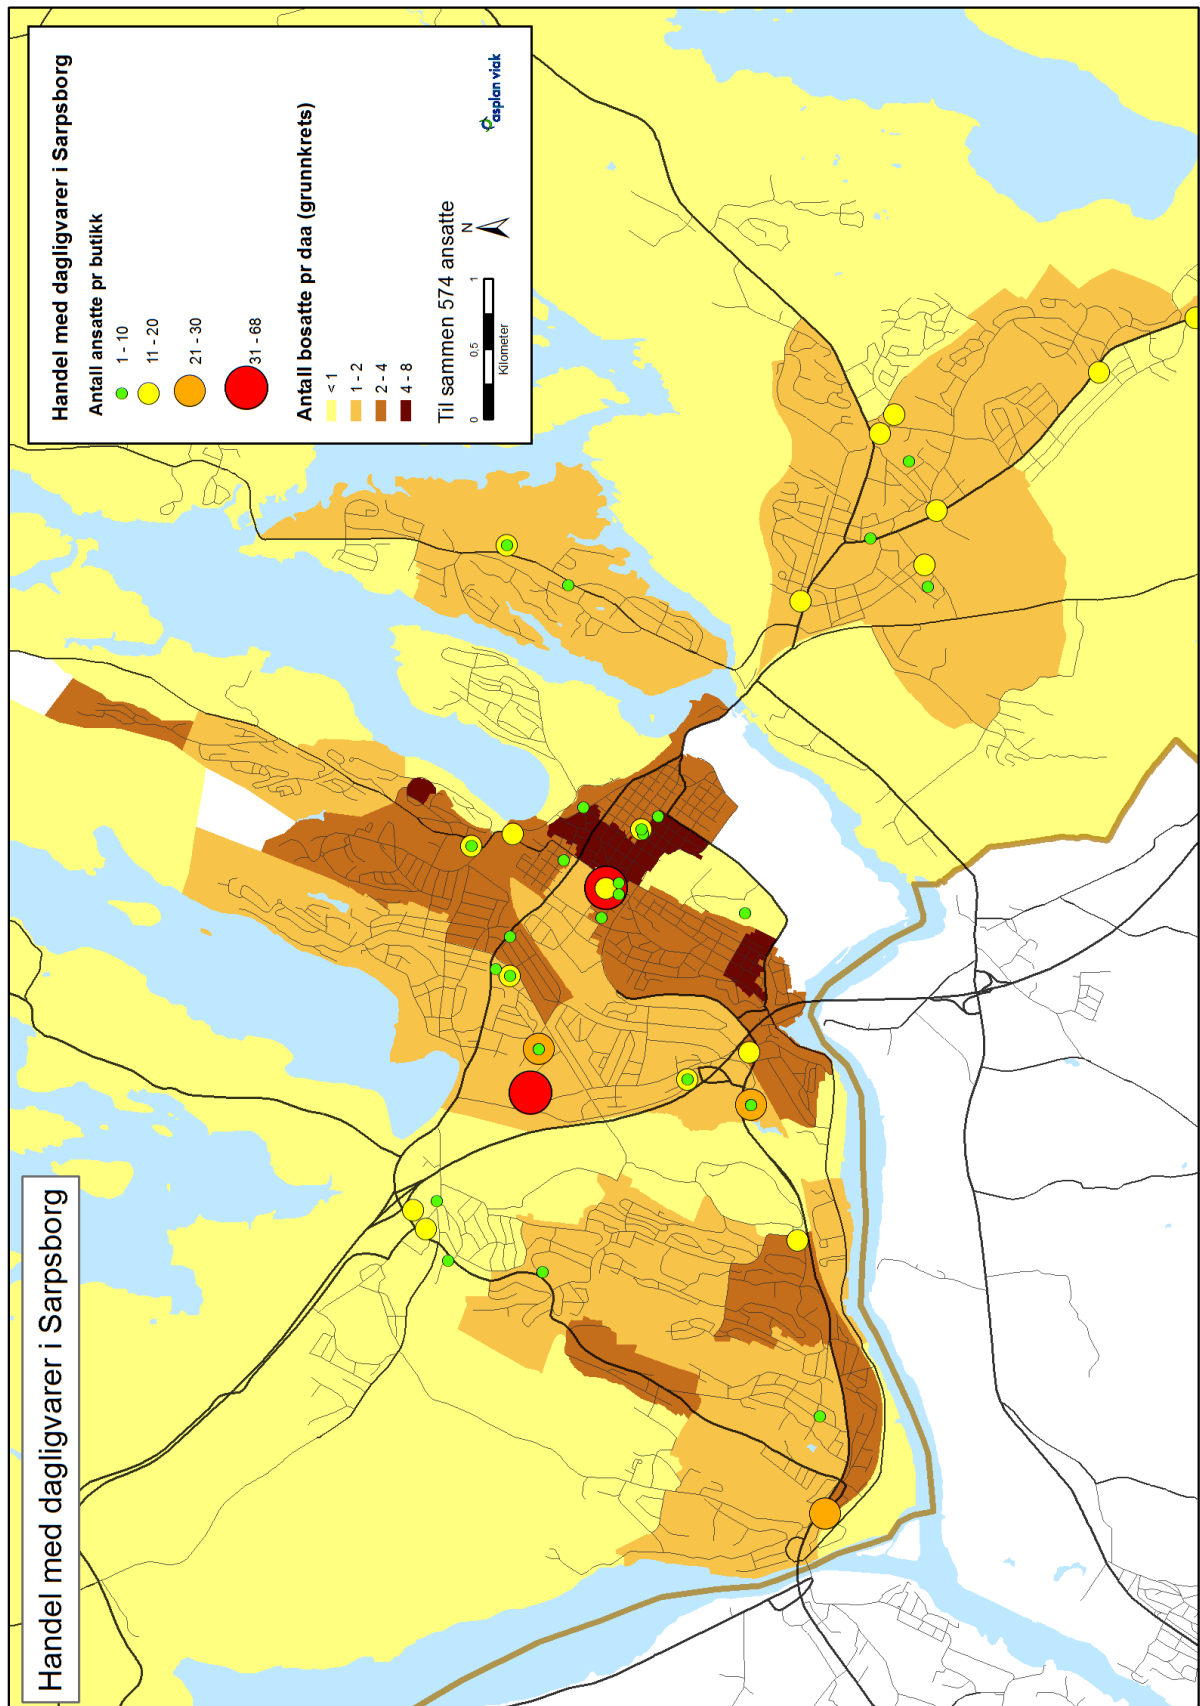 Handel med dagligvarer i Sarpsborg
Handel med dagligvarer i Sarpsborg
Antall ansatte pr butikk
1 - 10
11 - 20
21 - 30
31 - 68
Antall bosatte pr daa (grunnkrets)
< 1
1 - 2
2 - 4
4 - 8
Til sammen 574 ansatte
N
0 0.5 1
Kilometer
asplan viak